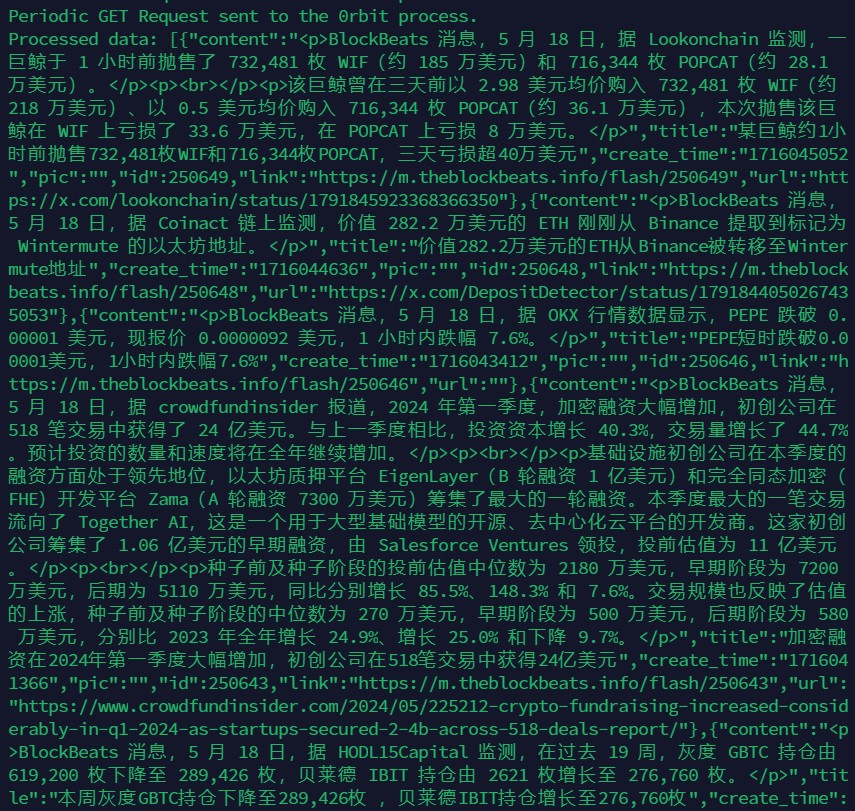 Periodic GET Request sent to the 0rbit process.
Processed data: [{"content":"<p>BlockBeats 消息，5 月 18 日，据 Lookonchain 监测，一
巨鲸于 1 小时前抛售了 732,481 枚 WIF（约 185 万美元）和 716,344 枚 POPCAT（约 28.1
万美元）。</p><p><br></p><p>该巨鲸曾在三天前以 2.98 美元均价购入 732,481 枚 WIF（约
218 万美元）、以 0.5 美元均价购入 716,344 枚 POPCAT（约 36.1 万美元），本次抛售该巨
鲸在 WIF 上亏损了 33.6 万美元，在 POPCAT 上亏损 8 万美元。</p>","title":"某巨鲸约1小
时前抛售732,481枚WIF和716,344枚POPCAT，三天亏损超40万美元","create_time":"1716045052
","pic":"","id":250649,"link":"https://m.theblockbeats.info/flash/250649","url":"htt
ps://x.com/lookonchain/status/1791845923368366350"},{"content":"<p>BlockBeats 消息，
5 月 18 日，据 Coinact 链上监测，价值 282.2 万美元的 ETH 刚刚从 Binance 提取到标记为
 Wintermute 的以太坊地址。</p>","title":"价值282.2万美元的ETH从Binance被转移至Winter
mute地址","create_time":"1716044636","pic":"","id":250648,"link":"https://m.theblock
beats.info/flash/250648","url":"https://x.com/DepositDetector/status/179184405026743
5053"},{"content":"<p>BlockBeats 消息，5 月 18 日，据 OKX 行情数据显示，PEPE 跌破 0.
00001 美元，现报价 0.0000092 美元，1 小时内跌幅 7.6%。</p>","title":"PEPE短时跌破0.0
0001美元，1小时内跌幅7.6%","create_time":"1716043412","pic":"","id":250646,"link":"h
ttps://m.theblockbeats.info/flash/250646","url":""},{"content":"<p>BlockBeats 消息，
5 月 18 日，据 crowdfundinsider 报道，2024 年第一季度，加密融资大幅增加，初创公司在
518 笔交易中获得了 24 亿美元。与上一季度相比，投资资本增长 40.3%，交易量增长了 44.7%
。预计投资的数量和速度将在全年继续增加。</p><p><br></p><p>基础设施初创公司在本季度的
融资方面处于领先地位，以太坊质押平台 EigenLayer（B 轮融资 1 亿美元）和完全同态加密（
FHE）开发平台 Zama（A 轮融资 7300 万美元）筹集了最大的一轮融资。本季度最大的一笔交易
流向了 Together AI，这是一个用于大型基础模型的开源、去中心化云平台的开发商。这家初创
公司筹集了 1.06 亿美元的早期融资，由 Salesforce Ventures 领投，投前估值为 11 亿美元
。</p><p><br></p><p>种子前及种子阶段的投前估值中位数为 2180 万美元，早期阶段为 7200
万美元，后期为 5110 万美元，同比分别增长 85.5%、148.3% 和 7.6%。交易规模也反映了估值
的上涨，种子前及种子阶段的中位数为 270 万美元，早期阶段为 500 万美元，后期阶段为 580
 万美元，分别比 2023 年全年增长 24.9%、增长 25.0% 和下降 9.7%。</p>","title":"加密融
资在2024年第一季度大幅增加，初创公司在518笔交易中获得24亿美元","create_time":"171604
1366","pic":"","id":250643,"link":"https://m.theblockbeats.info/flash/250643","url":
"https://www.crowdfundinsider.com/2024/05/225212-crypto-fundraising-increased-consid
erably-in-q1-2024-as-startups-secured-2-4b-across-518-deals-report/"},{"content":"<p
>BlockBeats 消息，5 月 18 日，据 HODL15Capital 监测，在过去 19 周，灰度 GBTC 持仓由
619,200 枚下降至 289,426 枚，贝莱德 IBIT 持仓由 2621 枚增长至 276,760 枚。</p>","tit
le":"本周灰度GBTC持仓下降至289,426枚 ，贝莱德IBIT持仓增长至276,760枚","create_time":